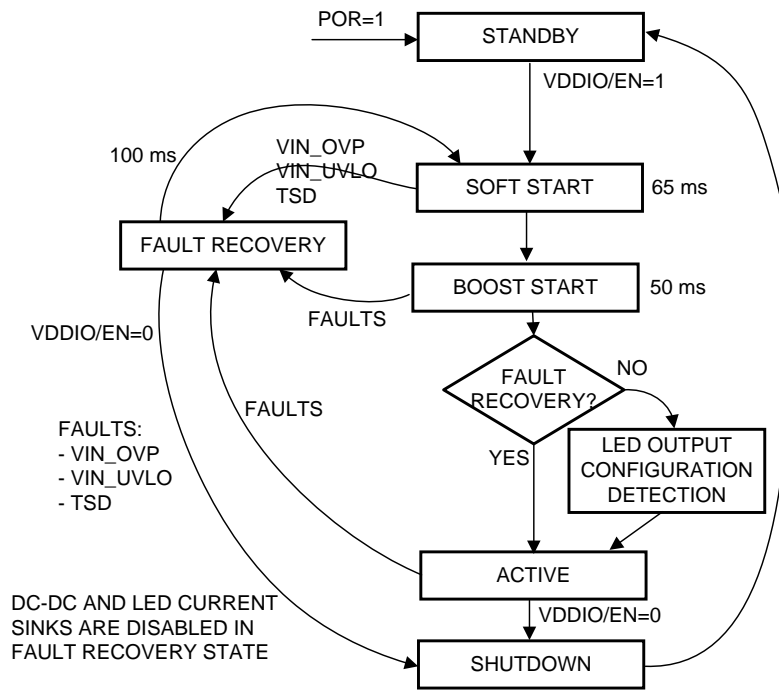 POR=1
STANDBY
VDDIO/EN=1
100 ms
VIN_OVP
VIN_UVLO
TSD
SOFT START
65 ms
FAULT RECOVERY
BOOST START
50 ms
FAULTS
VDDIO/EN=0
FAULT
RECOVERY?
NO
YES
FAULTS
LED OUTPUT
CONFIGURATION
DETECTION
FAULTS:
- VIN_OVP
- VIN_UVLO
- TSD
ACTIVE
VDDIO/EN=0
DC-DC AND LED CURRENT
SINKS ARE DISABLED IN
FAULT RECOVERY STATE
SHUTDOWN